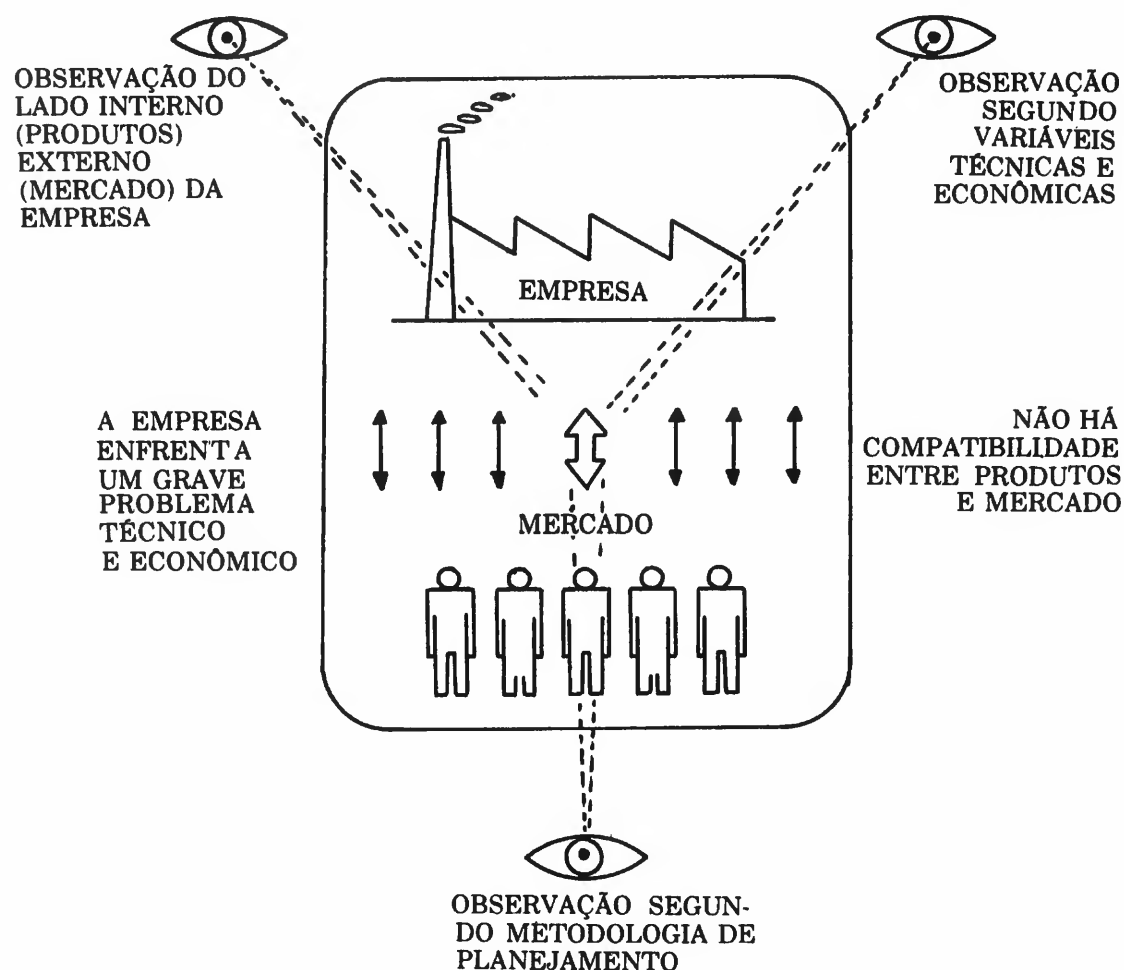 OBSERVAÇÃO DO
LADO INTERNO
(PRODUTOS)
EXTERNO
(MERCADO) DA
EMPRESA
OBSERVAÇÃO
SEGUNDO
VARIÁVEIS
TÉCNICAS E
ECONÔMICAS
EMPRESA
A EMPRESA
ENFRENTA
UM GRAVE
PROBLEMA
TÉCNICO
E ECONÔMICO
NÃO HÁ
COMPATIBILIDADE
ENTRE PRODUTOS
E MERCADO
MERCADO
OBSERVAÇÃO SEGUN-
DO METODOLOGIA DE
PLANEJAMENTO